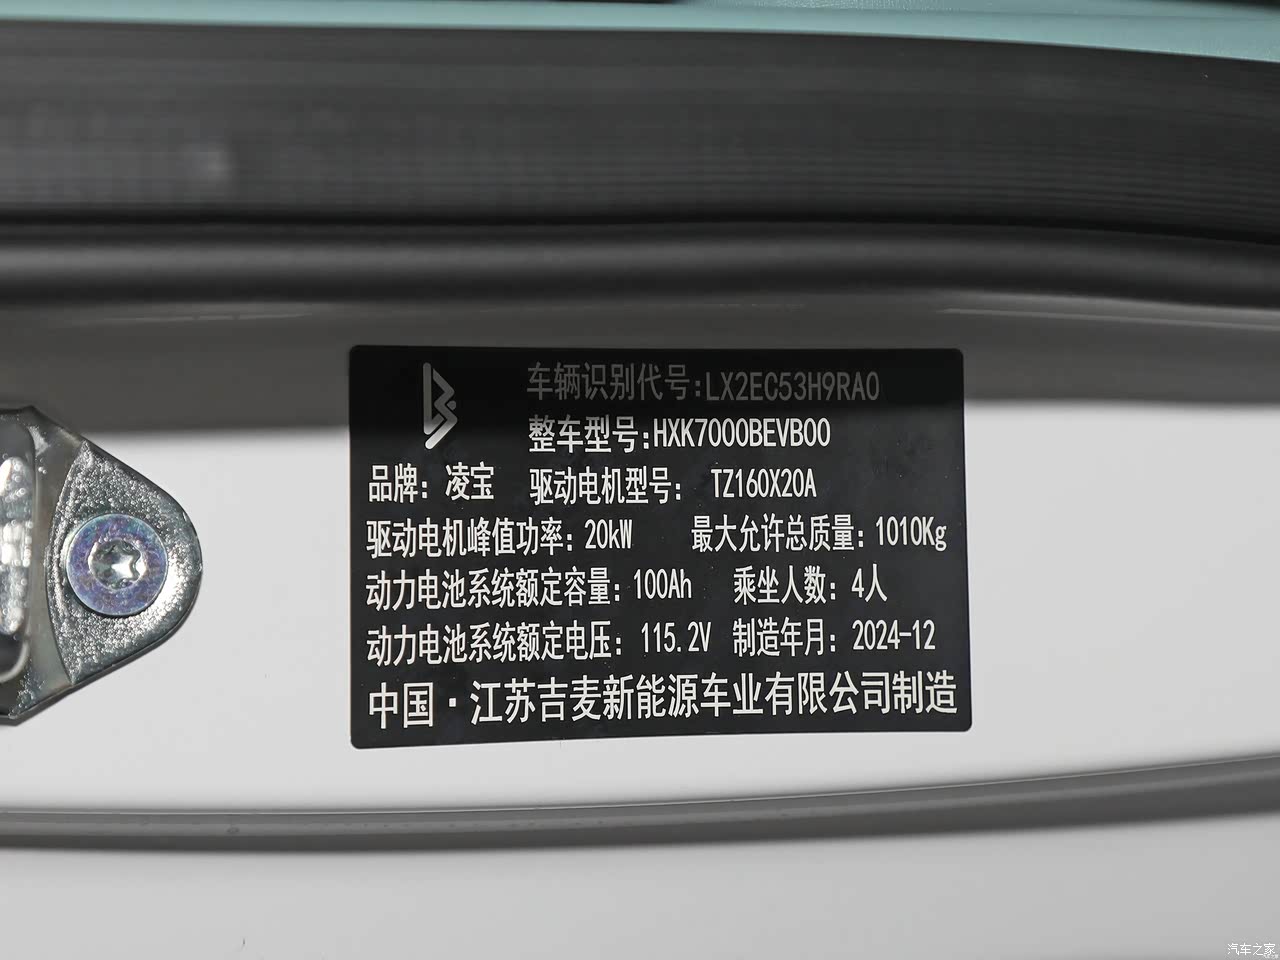 车辆识别代号:LX2EC53H9RA0
整车型号:HXK7000BEVB00
品牌: 凌宝 驱动电机型号: TZ160X20A
驱动电机峰值功率: 20kW 最大允许总质量: 1010Kg
动力电池系统额定容量: 100Ah 乘坐人数: 4人
动力电池系统额定电压: 115.2V 制造年月: 2024-12
中国·江苏吉麦新能源车业有限公司制造
汽车之家